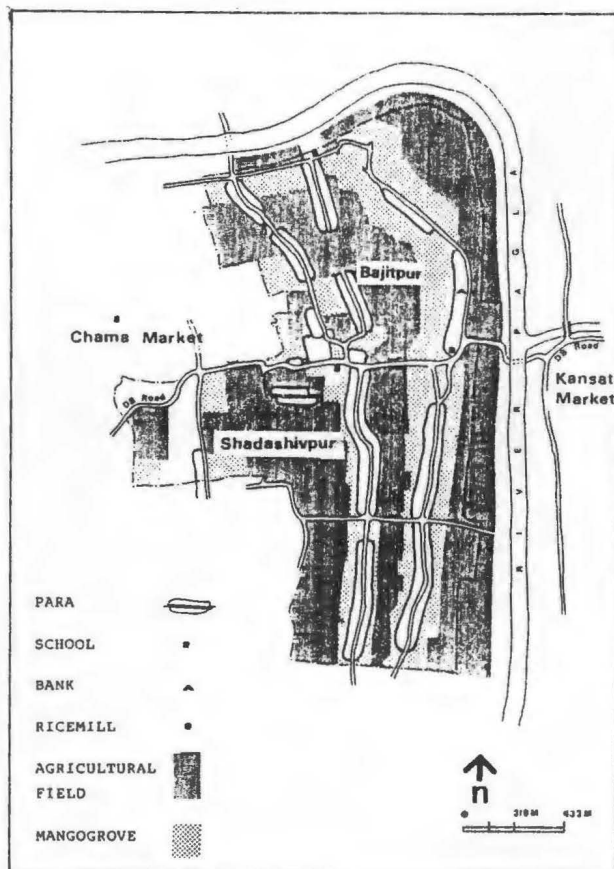 Bajitpur
RIVER PAGLA
Chama Market
DB Road
DB Road
Kansat
Market
Shadashivpur
PARA
SCHOOL
BANK
RICEMILL
AGRICULTURAL
FIELD
MANGOGROVE
n